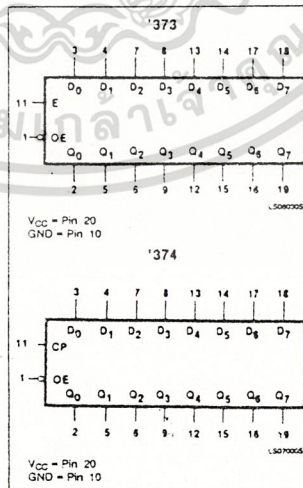 '373
3 4 7 8 13 14 17 18
D0 D1 D2 D3 D4 D5 D6 D7
11 E
1 OE
Q0 Q1 Q2 Q3 Q4 Q5 Q6 Q7
2 5 6 9 12 15 16 19
VCC = Pin 20
GND = Pin 10
'374
3 4 7 8 13 14 17 18
D0 D1 D2 D3 D4 D5 D6 D7
11 CP
1 OE
Q0 Q1 Q2 Q3 Q4 Q5 Q6 Q7
2 5 6 9 12 15 16 19
VCC = Pin 20
GND = Pin 10